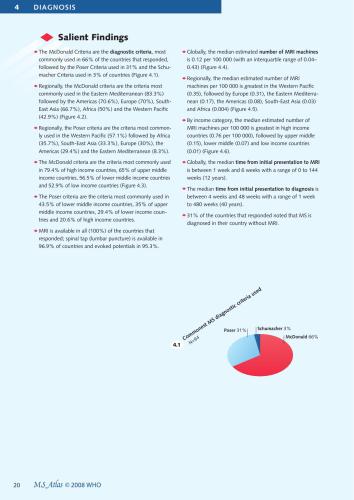 4 DIAGNOSIS
Salient Findings
The McDonald Criteria are the diagnostic criteria, most
commonly used in 66% of the countries that responded,
followed by the Poser Criteria used in 31% and the Schu-
macher Criteria used in 3% of countries (Figure 4.1).
Regionally, the McDonald criteria are the criteria most
commonly used in the Eastern Mediterranean (83.3%)
followed by the Americas (70.6%), Europe (70%), South-
East Asia (66.7%), Africa (50%) and the Western Pacific
(42.9%) (Figure 4.2).
Regionally, the Poser criteria are the criteria most common-
ly used in the Western Pacific (57.1%) followed by Africa
(35.7%), South-East Asia (33.3%), Europe (30%), the
Americas (29.4%) and the Eastern Mediterranean (8.3%).
The McDonald criteria are the criteria most commonly used
in 79.4% of high income countries, 65% of upper middle
income countries, 56.5% of lower middle income countries
and 52.9% of low income countries (Figure 4.3).
The Poser criteria are the criteria most commonly used in
43.5% of lower middle income countries, 35% of upper
middle income countries, 29.4% of lower income coun-
tries and 20.6% of high income countries.
MRI is available in all (100%) of the countries that
responded; spinal tap (lumbar puncture) is available in
96.9% of countries and evoked potentials in 95.3%.
Globally, the median estimated number of MRI machines
is 0.12 per 100 000 (with an interquartile range of 0.04–
0.43) (Figure 4.4).
Regionally, the median estimated number of MRI
machines per 100 000 is greatest in the Western Pacific
(0.35), followed by Europe (0.31), the Eastern Mediterra-
nean (0.17), the Americas (0.08), South-East Asia (0.03)
and Africa (0.004) (Figure 4.5).
By income category, the median estimated number of
MRI machines per 100 000 is greatest in high income
countries (0.76 per 100 000), followed by upper middle
(0.15), lower middle (0.07) and low income countries
(0.01) (Figure 4.6).
Globally, the median time from initial presentation to MRI
is between 1 week and 6 weeks with a range of 0 to 144
weeks (12 years).
The median time from initial presentation to diagnosis is
between 4 weeks and 48 weeks with a range of 1 week
to 480 weeks (40 years).
31% of the countries that responded noted that MS is
diagnosed in their country without MRI.
4.1
Commonest MS diagnostic criteria used
N=64
Poser 31%
Schumacher 3%
McDonald 66%
20 MS Atlas © 2008 WHO